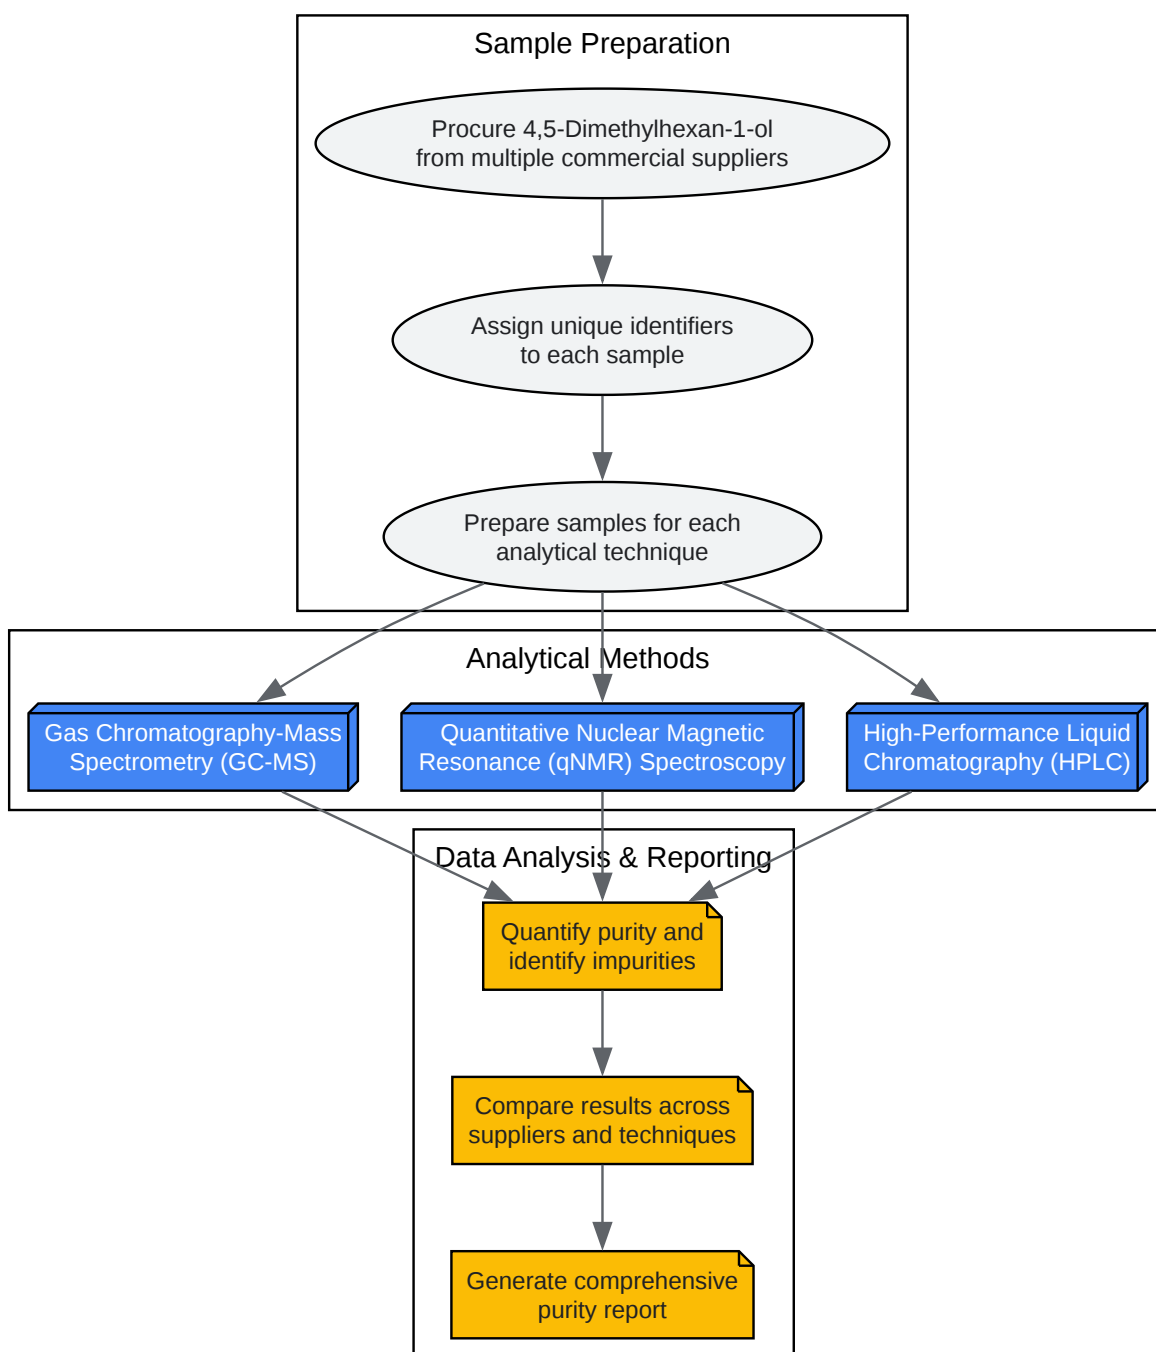 Sample Preparation
Procure 4,5-Dimethylhexan-1-ol
from multiple commercial suppliers
Assign unique identifiers
to each sample
Prepare samples for each
analytical technique
Analytical Methods
Gas Chromatography-Mass
Spectrometry (GC-MS)
Quantitative Nuclear Magnetic
Resonance (qNMR) Spectroscopy
High-Performance Liquid
Chromatography (HPLC)
Data Analysis & Reporting
Quantify purity and
identify impurities
Compare results across
suppliers and techniques
Generate comprehensive
purity report